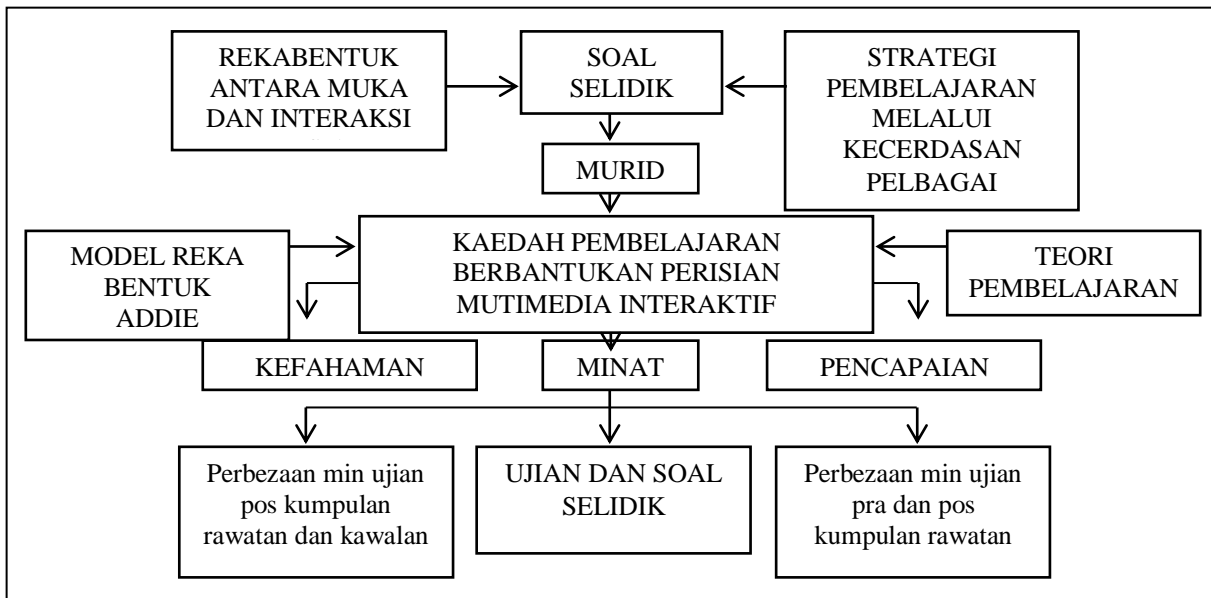 REKABENTUK
ANTARA MUKA
DAN INTERAKSI
SOAL
SELIDIK
STRATEGI
PEMBELAJARAN
MELALUI
KECERDASAN
PELBAGAI
MURID
MODEL REKA
BENTUK
ADDIE
KAEDAH PEMBELAJARAN
BERBANTUKAN PERISIAN
MUTIMEDIA INTERAKTIF
TEORI
PEMBELAJARAN
KEFAHAMAN
MINAT
PENCAPAIAN
Perbezaan min ujian
pos kumpulan
rawatan dan kawalan
UJIAN DAN SOAL
SELIDIK
Perbezaan min ujian
pra dan pos
kumpulan rawatan